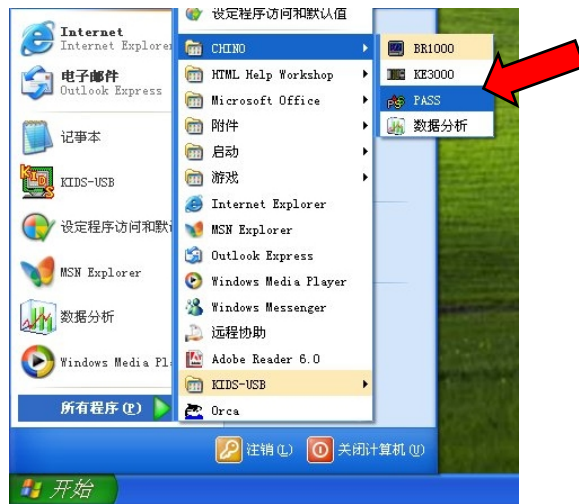 Internet
Internet Explorer
电子邮件
Outlook Express
记事本
KIDS-USB
设定程序访问和默认
MSN Explorer
数据分析
Windows Media Pl
所有程序(P)
设定程序访问和默认值
CHINO
HTML Help Workshop
Microsoft Office
附件
启动
游戏
Internet Explorer
MSN Explorer
Outlook Express
Windows Media Player
Windows Messenger
远程协助
Adobe Reader 6.0
KIDS-USB
Orca
BR1000
KE3000
PASS
数据分析
注销(L)
关闭计算机(U)
开始